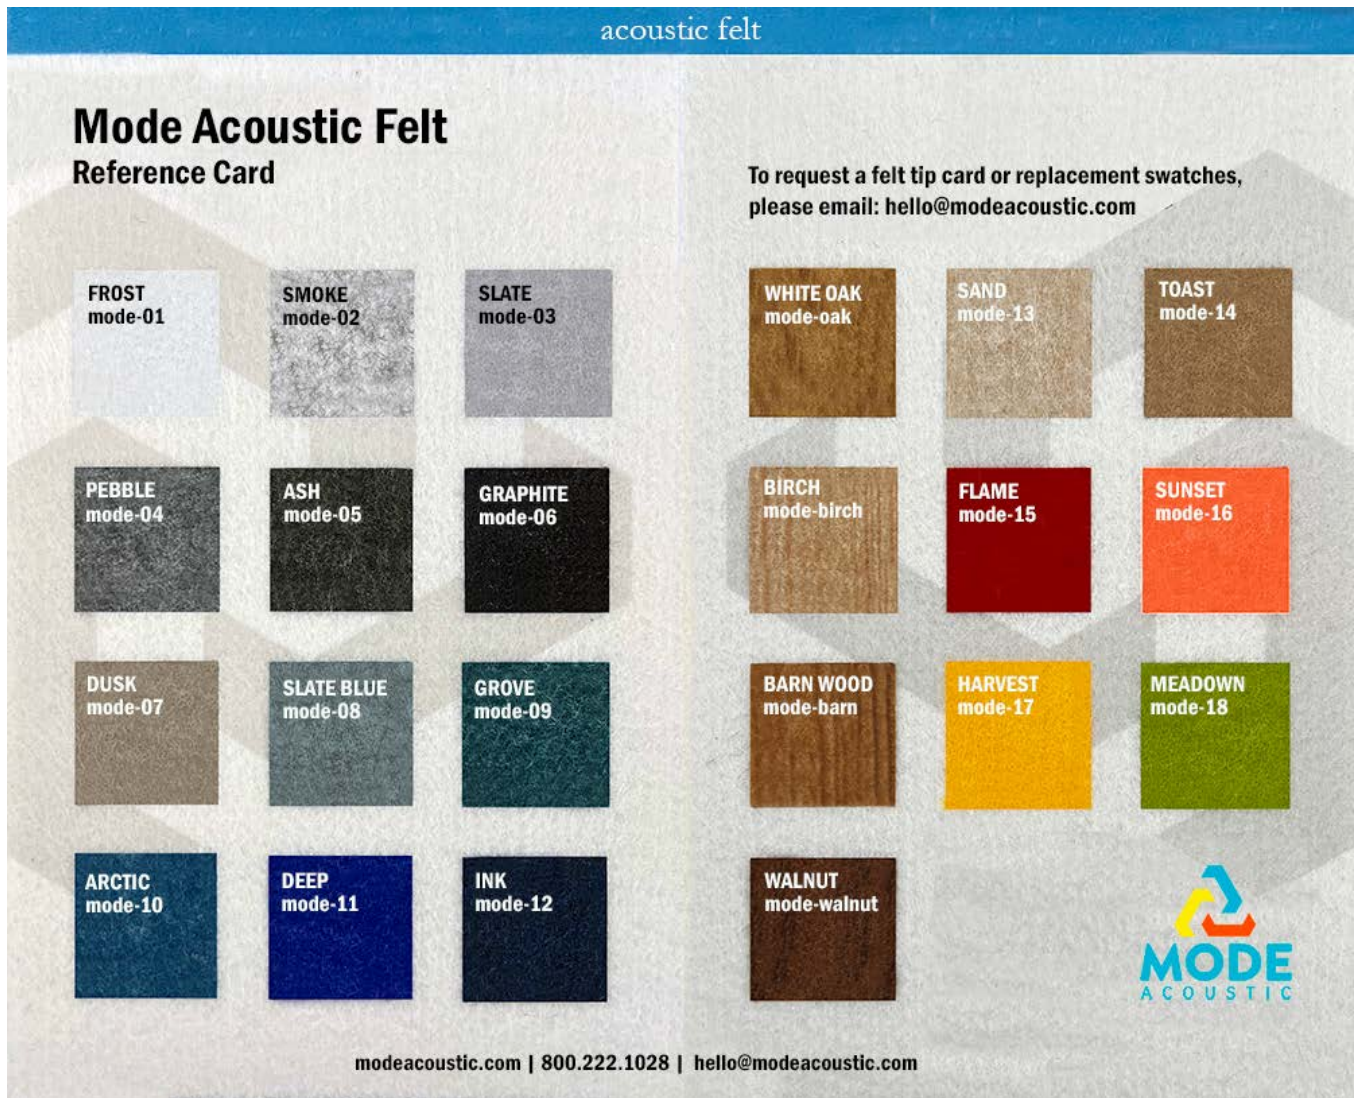 acoustic felt
Mode Acoustic Felt
Reference Card
To request a felt tip card or replacement swatches,
please email: hello@modeacoustic.com
FROST
mode-01
SMOKE
mode-02
SLATE
mode-03
WHITE OAK
mode-oak
SAND
mode-13
TOAST
mode-14
PEBBLE
mode-04
ASH
mode-05
GRAPHITE
mode-06
BIRCH
mode-birch
FLAME
mode-15
SUNSET
mode-16
DUSK
mode-07
SLATE BLUE
mode-08
GROVE
mode-09
BARN WOOD
mode-barn
HARVEST
mode-17
MEADOWN
mode-18
ARCTIC
mode-10
DEEP
mode-11
INK
mode-12
WALNUT
mode-walnut
MODE
ACOUSTIC
modeacoustic.com | 800.222.1028 | hello@modeacoustic.com